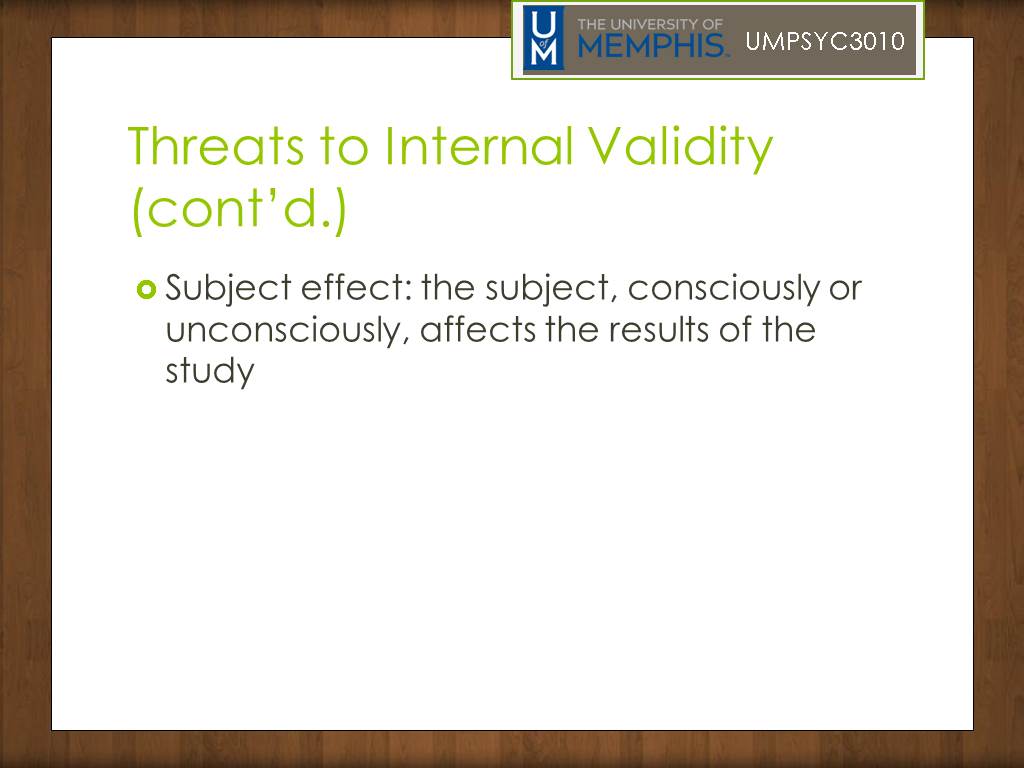 U
of
M
THE UNIVERSITY OF
MEMPHIS™
UMPSYC3010
Threats to Internal Validity
(cont’d.)
Subject effect: the subject, consciously or
unconsciously, affects the results of the
study